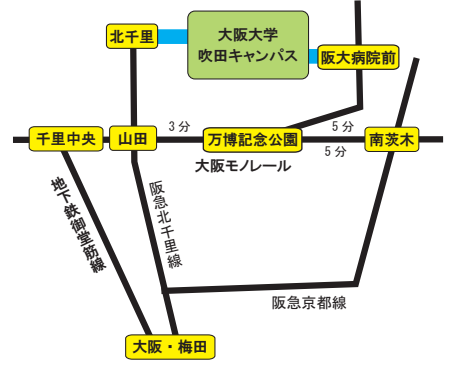 北千里
大阪大学
吹田キャンパス
阪大病院前
3分
5分
千里中央
山田
万博記念公園
南茨木
大阪モノレール
5分
地下鉄御堂筋線
阪急北千里線
阪急京都線
大阪・梅田